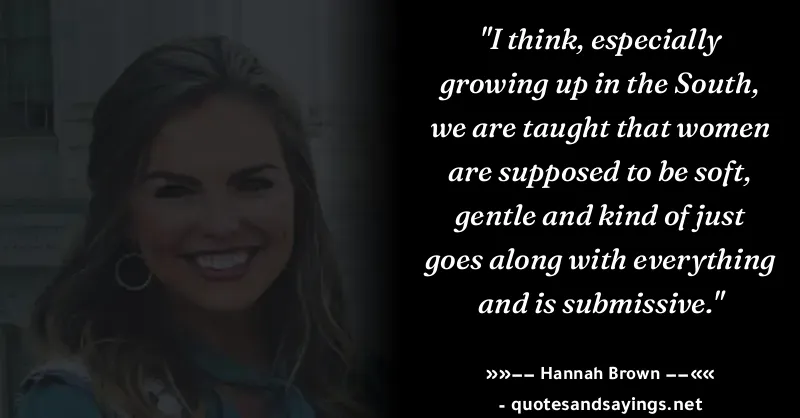 "I think, especially
growing up in the South,
we are taught that women
are supposed to be soft,
gentle and kind of just
goes along with everything
and is submissive."
»»−− Hannah Brown −−««
- quotesandsayings.net